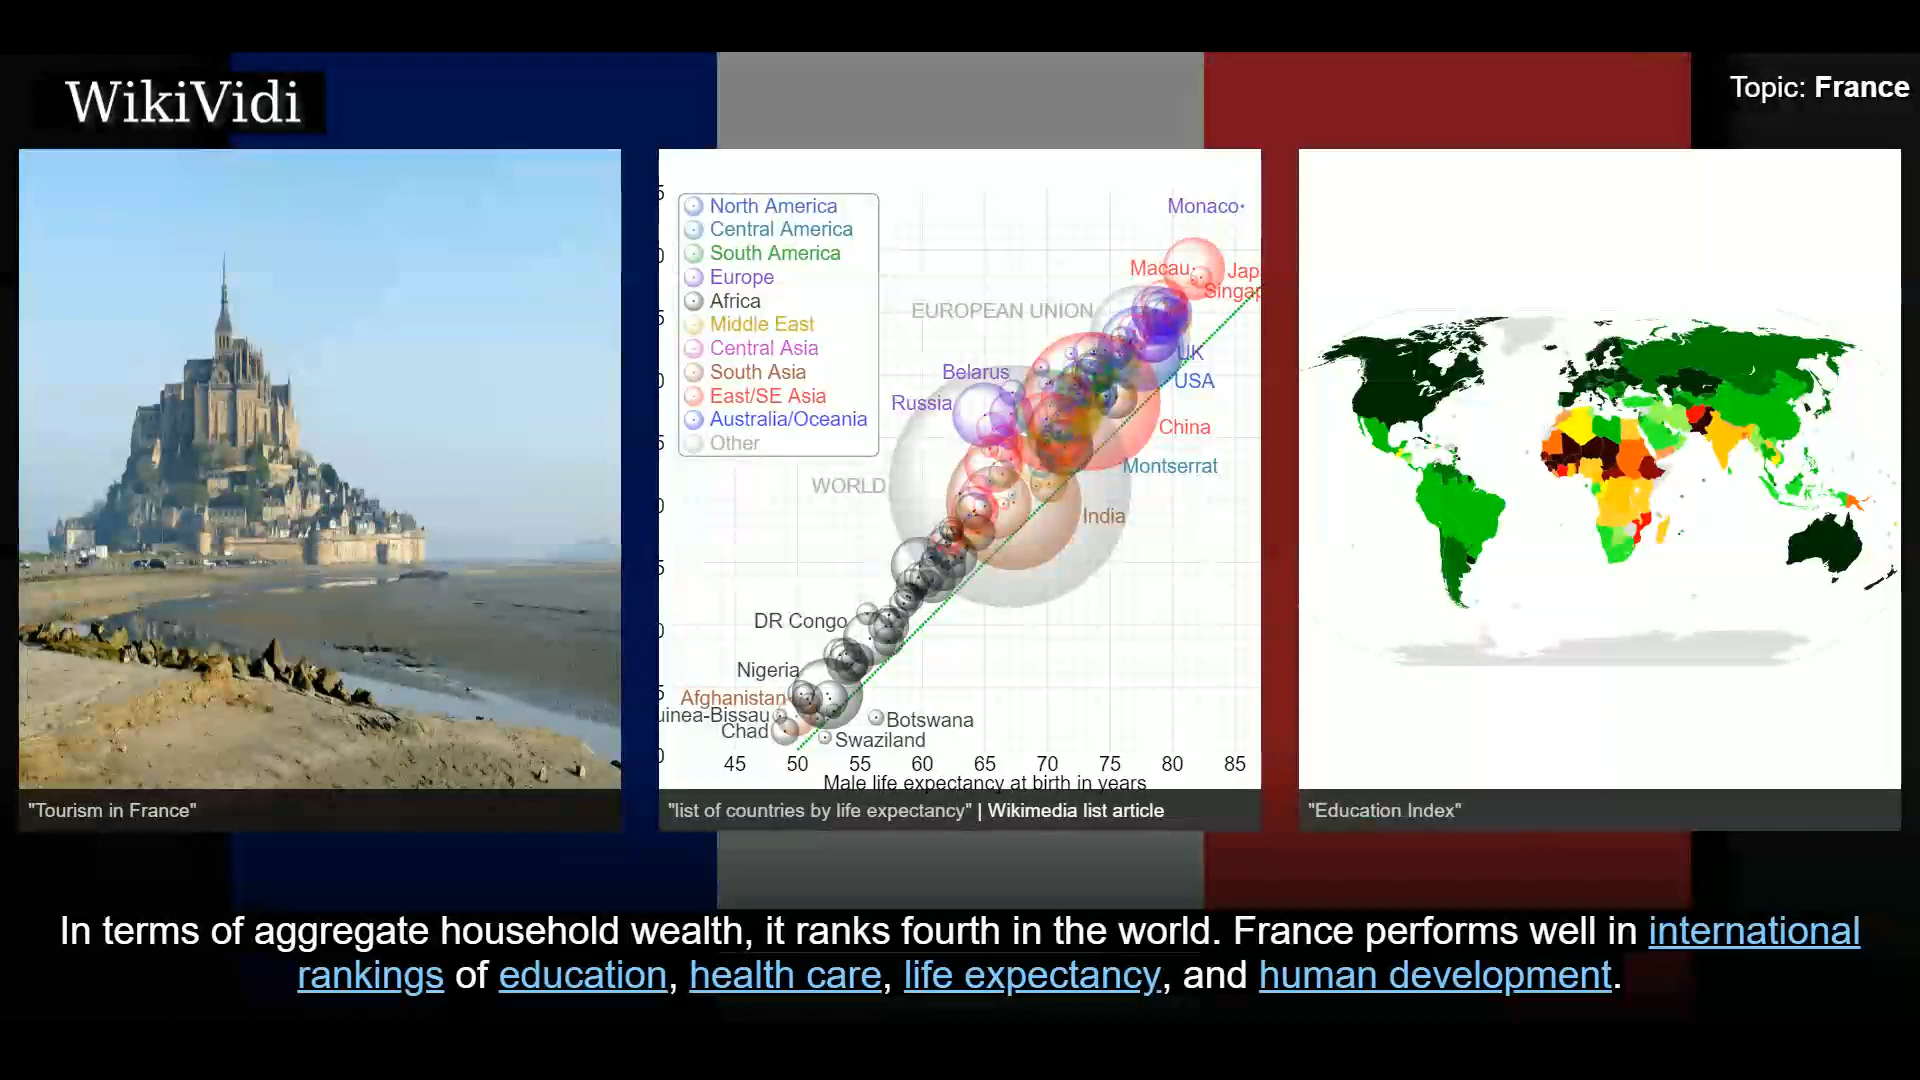 WikiVidi
Topic: France
North America
Central America
South America
Europe
Africa
Middle East
Central Asia
South Asia
East/SE Asia
Australia/Oceania
Other
Monaco
Macau
Jap
Singap
EUROPEAN UNION
UK
Belarus
USA
Russia
China
Montserrat
WORLD
India
DR Congo
Nigeria
Afghanistan
uinea-Bissau
Botswana
Chad
Swaziland
45 50 55 60 65 70 75 80 85
Male life expectancy at birth in years
"Tourism in France"
"list of countries by life expectancy" | Wikimedia list article
"Education Index"
In terms of aggregate household wealth, it ranks fourth in the world. France performs well in international
rankings of education, health care, life expectancy, and human development.